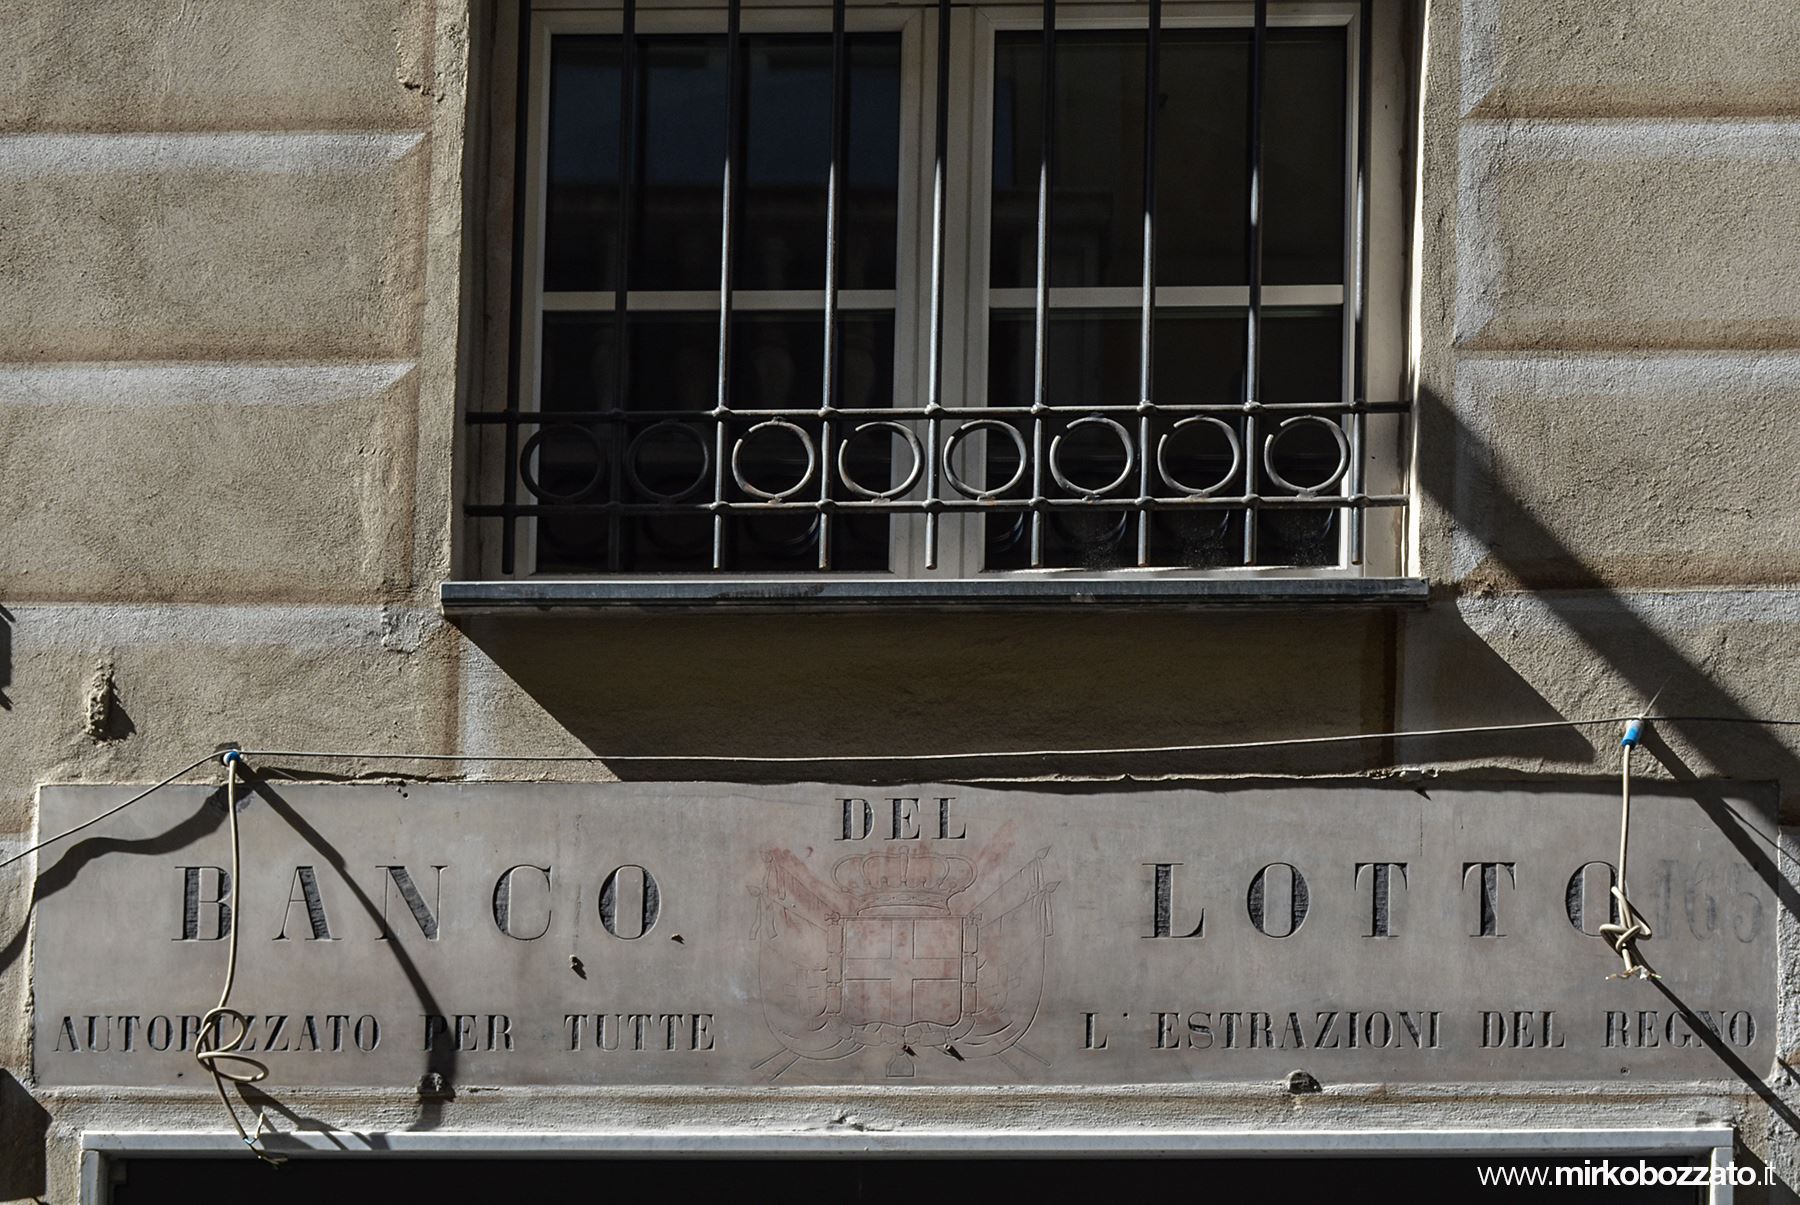 BANCO DEL LOTTO 165
AUTORIZZATO PER TUTTE L'ESTRAZIONI DEL REGNO
www.mirkobozzato.it